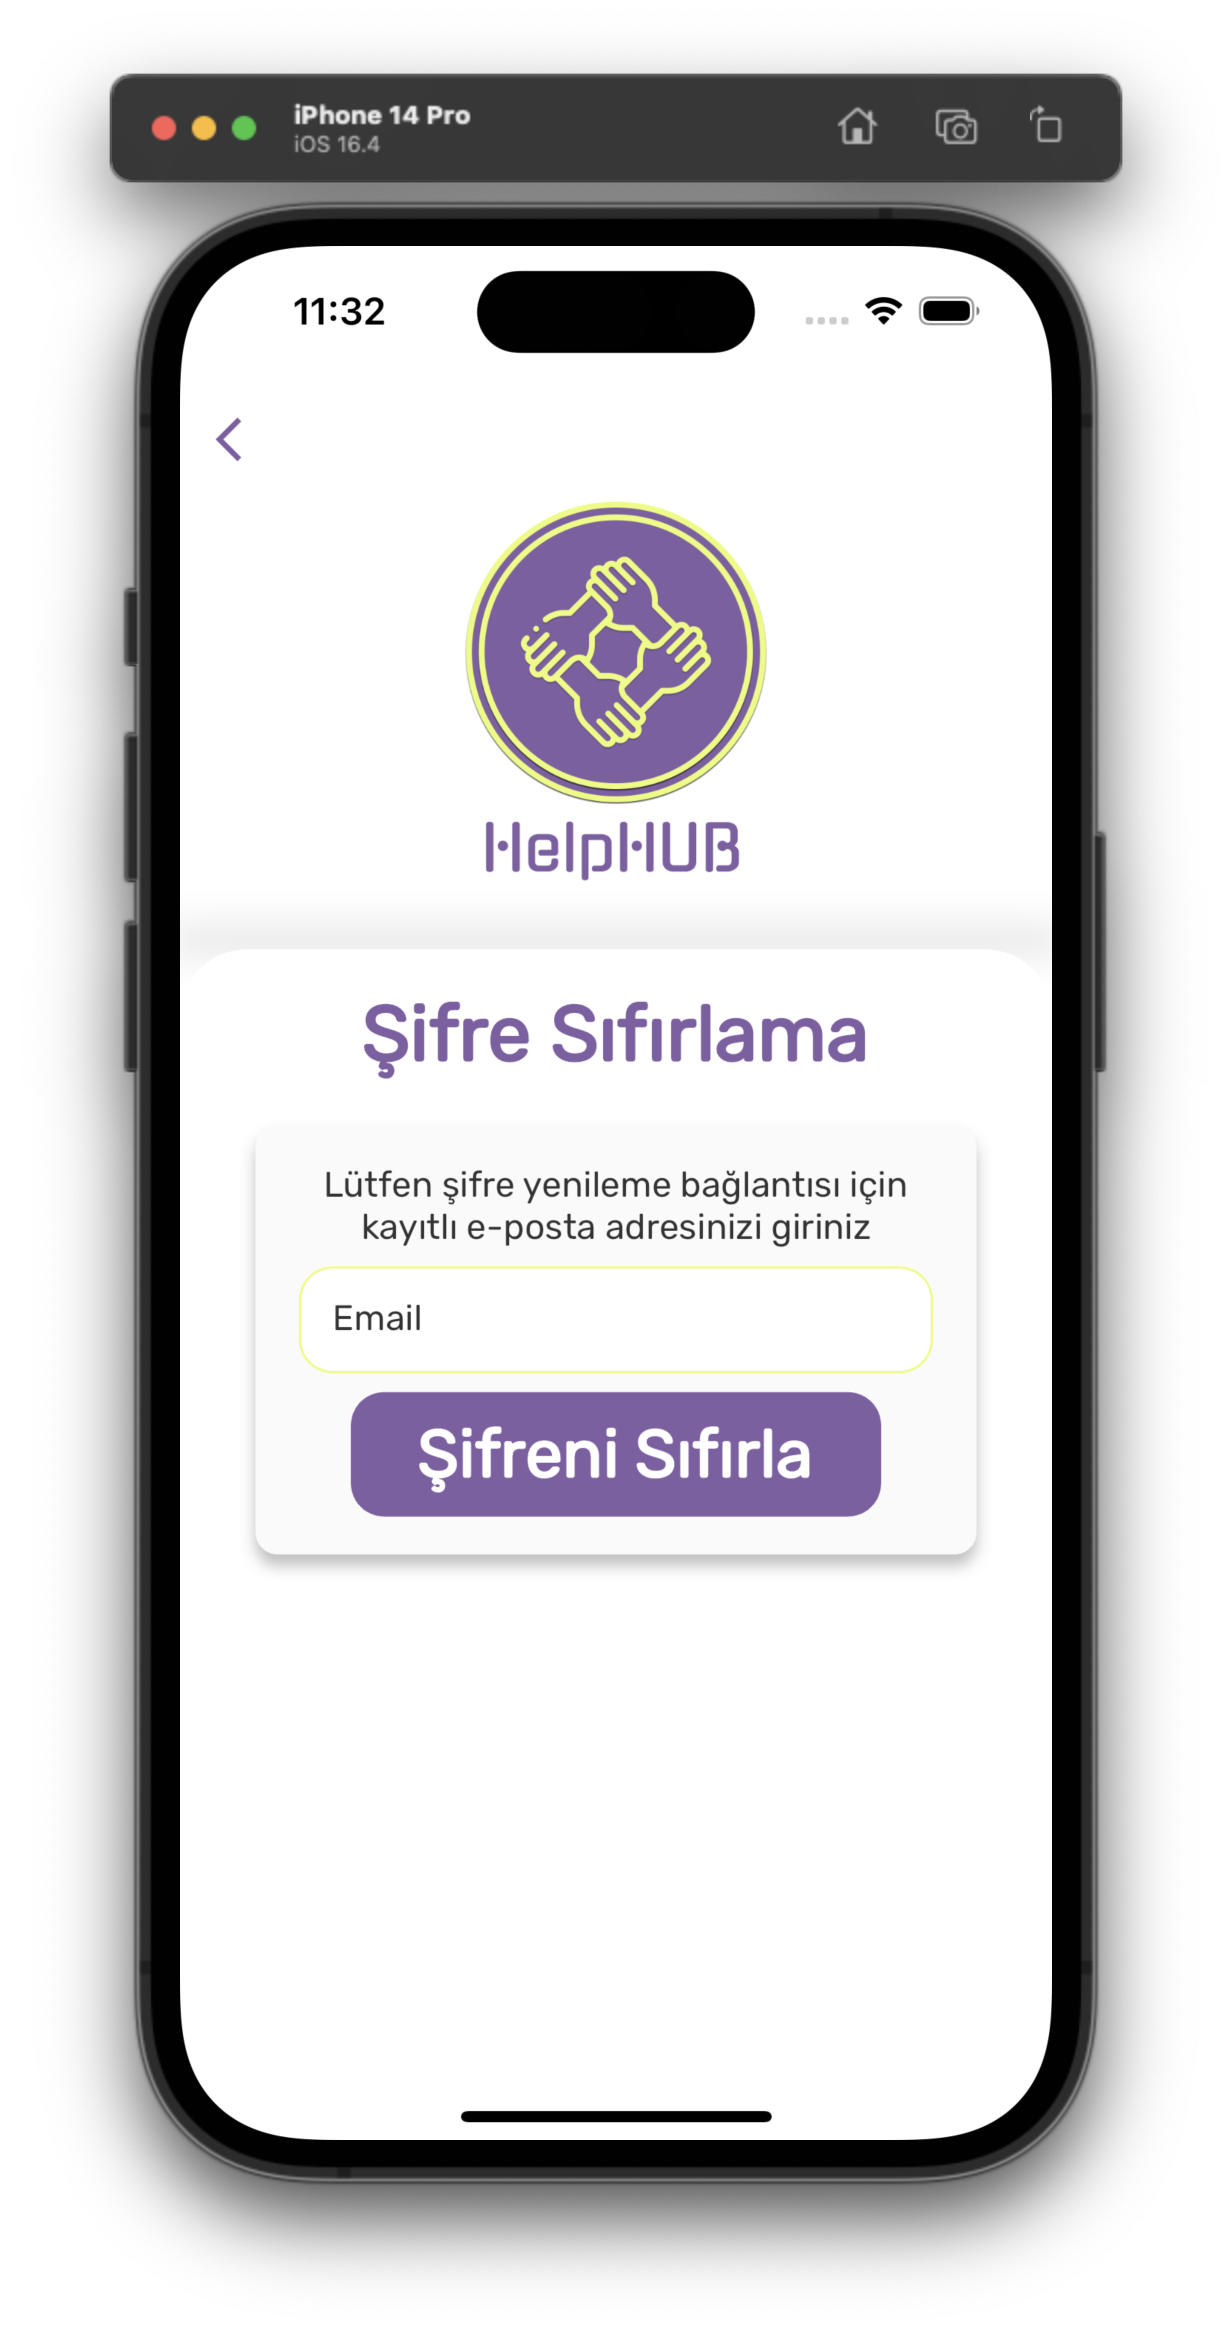 iPhone 14 Pro
iOS 16.4
11:32
HelpHUB
Şifre Sıfırlama
Lütfen şifre yenileme bağlantısı için
kayıtlı e-posta adresinizi giriniz
Email
Şifreni Sıfırla